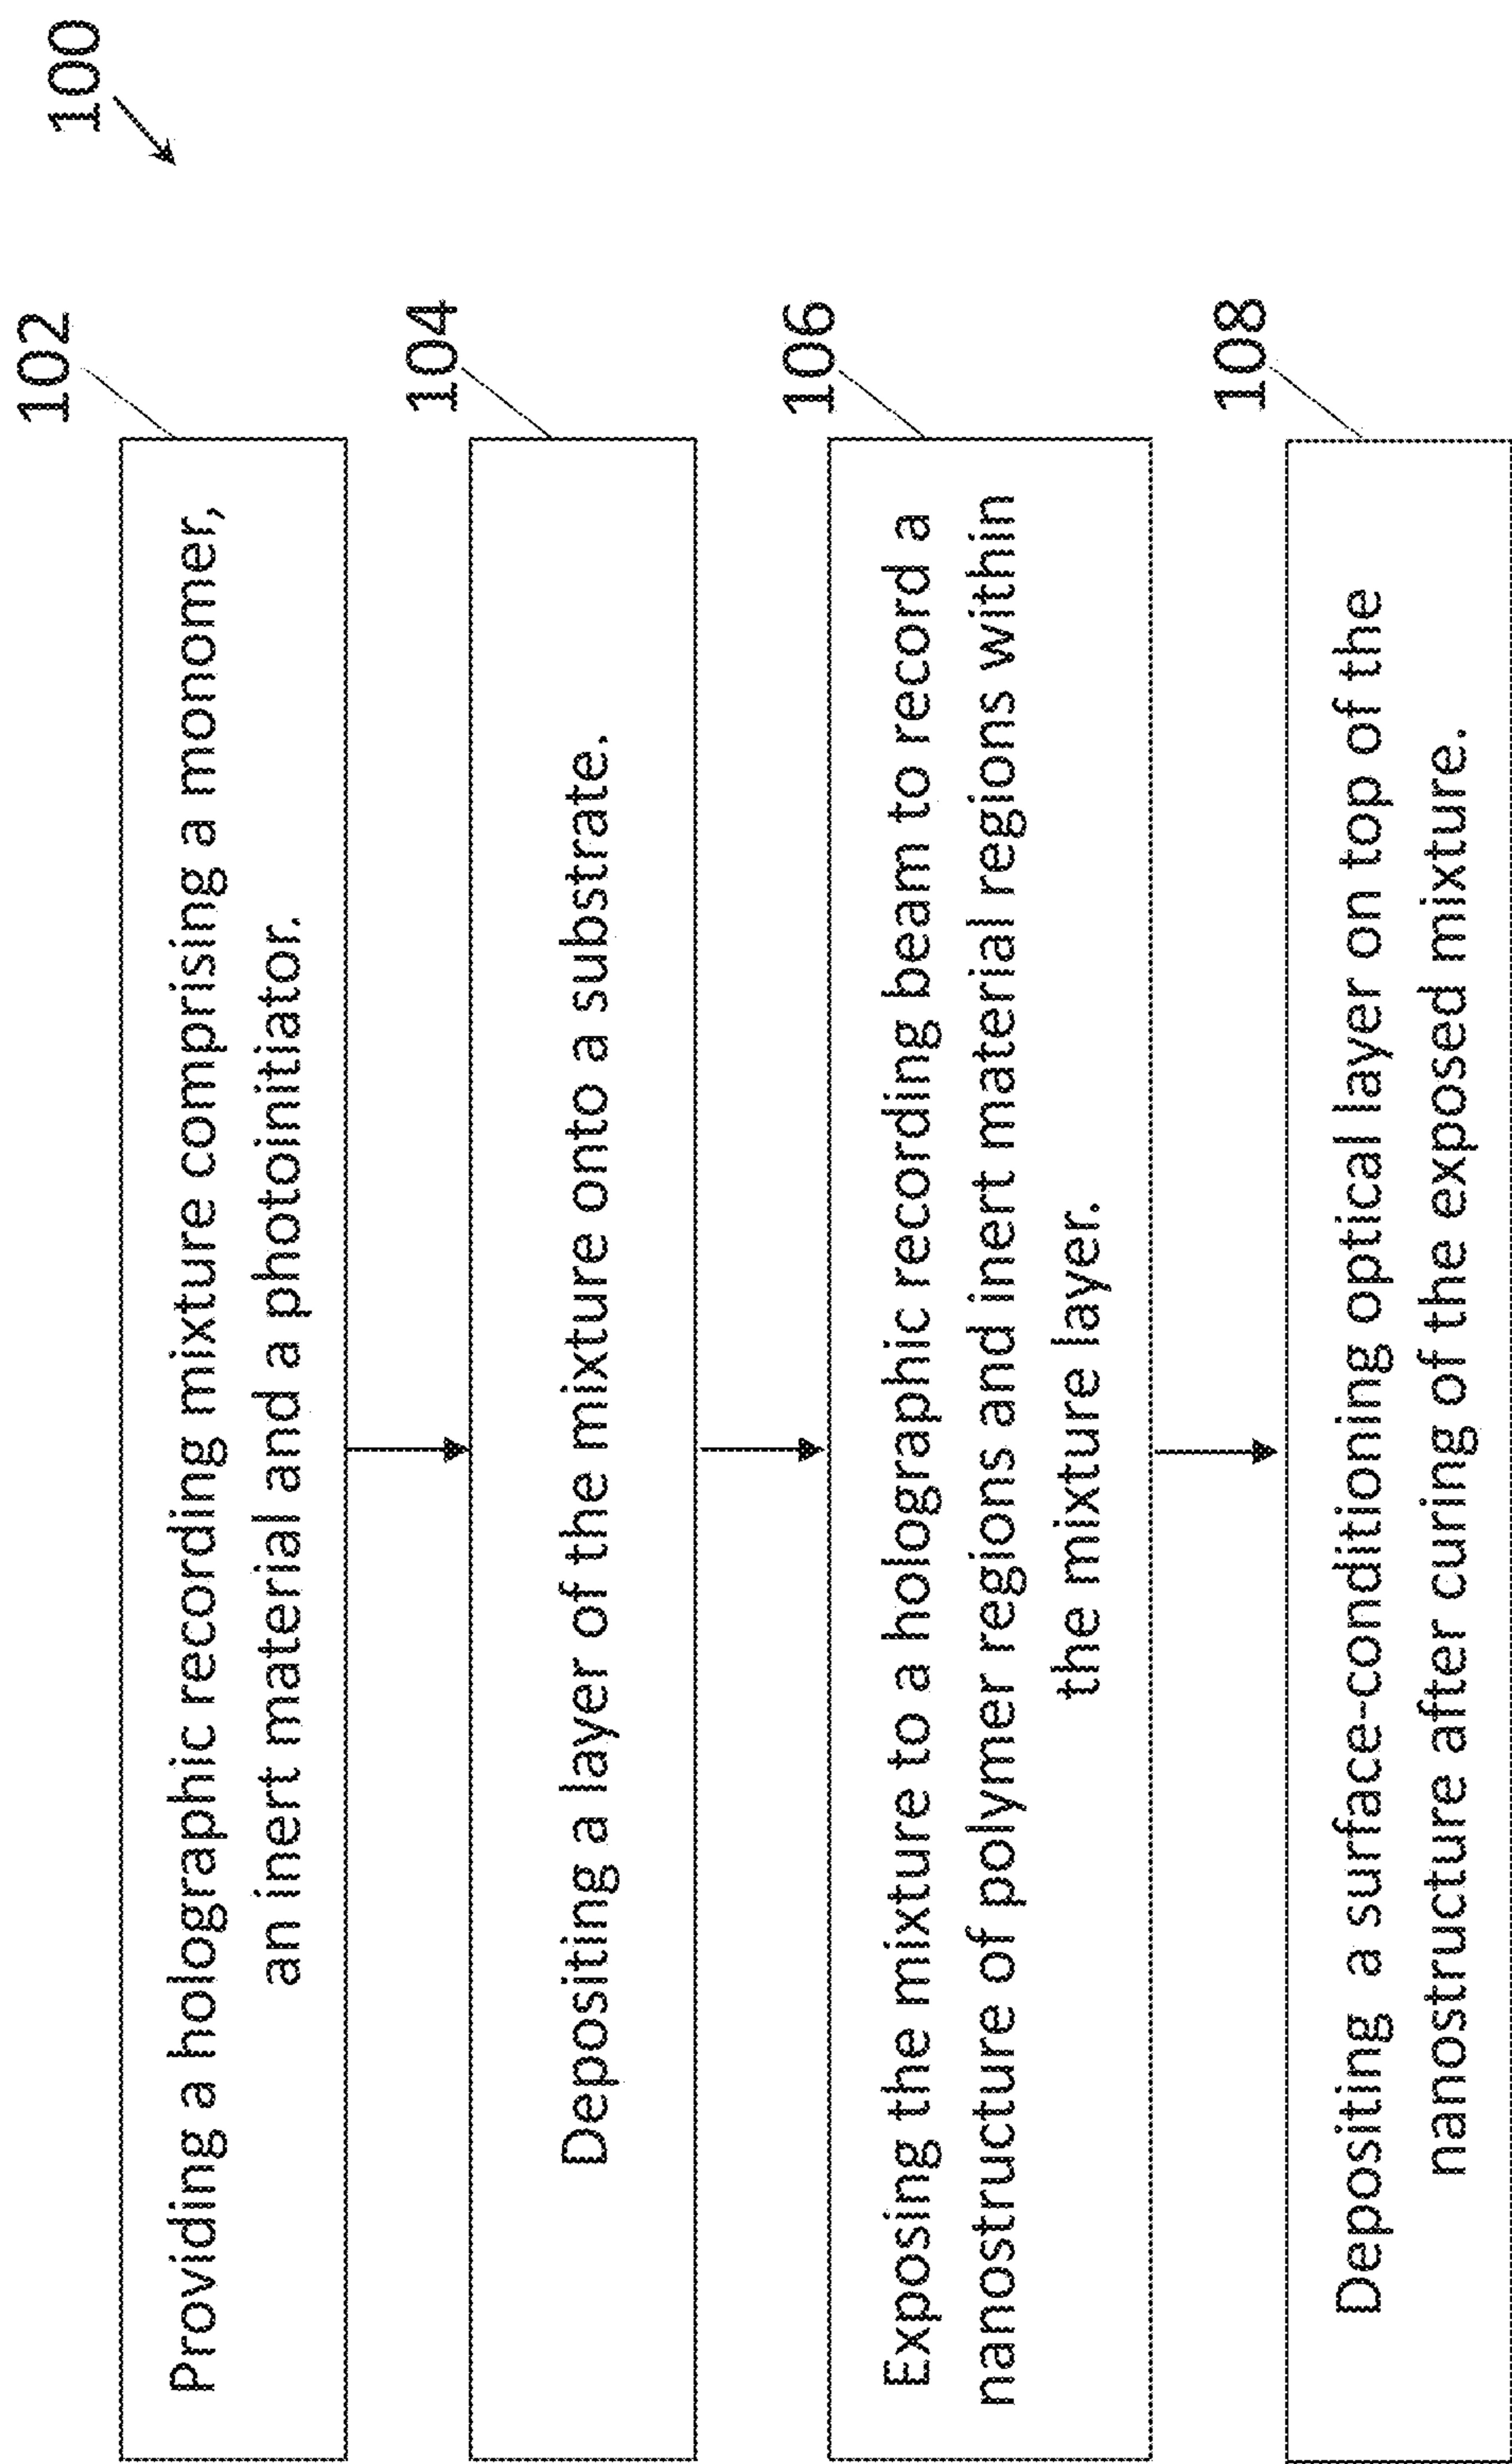 100
102
Providing a holographic recording mixture comprising a monomer,
an inert material and a photoinitiator.
104
Depositing a layer of the mixture onto a substrate.
106
Exposing the mixture to a holographic recording beam to record a
nanostructure of polymer regions and inert material regions within
the mixture layer.
108
Depositing a surface-conditioning optical layer on top of the
nanostructure after curing of the exposed mixture.